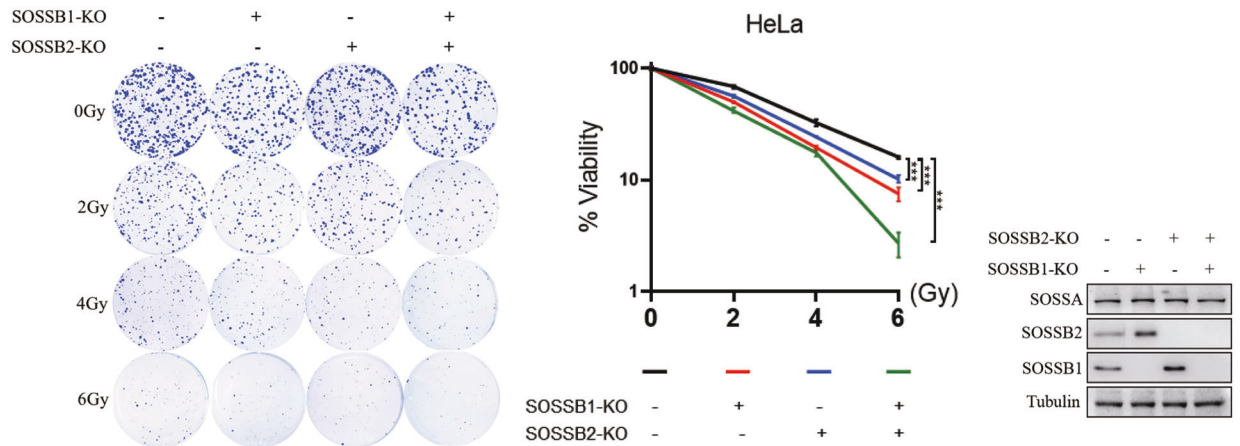 SOSSB1-KO - + - +
SOSSB2-KO - - + +
0Gy
2Gy
4Gy
6Gy
HeLa
% Viability
100
10
1
0 2 4 6 (Gy)
***
***
***
SOSSB1-KO - + - +
SOSSB2-KO - - + +
SOSSB2-KO - - + +
SOSSB1-KO - + - +
SOSSA
SOSSB2
SOSSB1
Tubulin